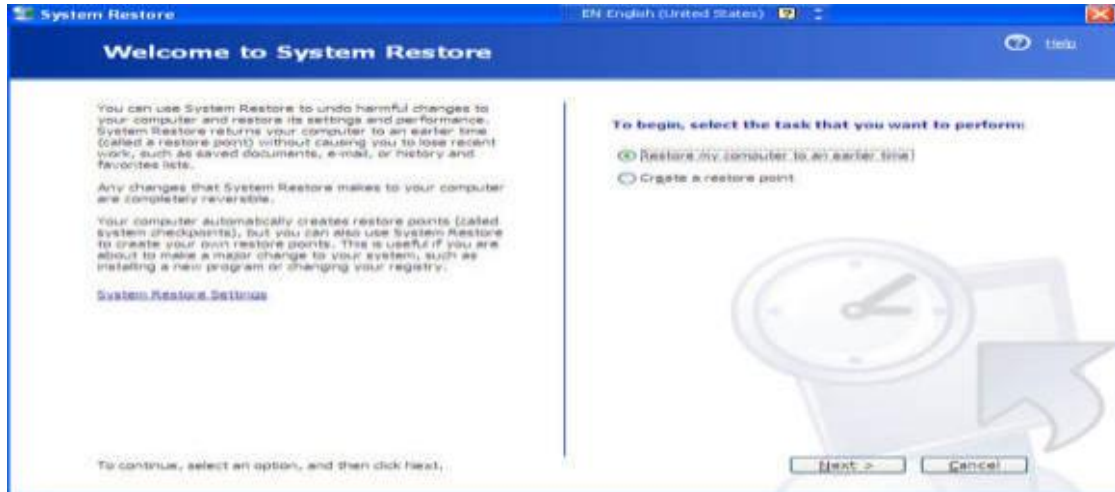 System Restore
EN English (United States)
Welcome to System Restore
Help
You can use System Restore to undo harmful changes to
your computer and restore its settings and performance.
System Restore returns your computer to an earlier time
(called a restore point) without causing you to lose recent
work, such as saved documents, e-mail, or history and
favorites lists.
Any changes that System Restore makes to your computer
are completely reversible.
Your computer automatically creates restore points (called
system checkpoints), but you can also use System Restore
to create your own restore points. This is useful if you are
about to make a major change to your system, such as
installing a new program or changing your registry.
System Restore Settings
To continue, select an option, and then click Next.
To begin, select the task that you want to perform:
Restore my computer to an earlier time
Create a restore point
Next >
Cancel